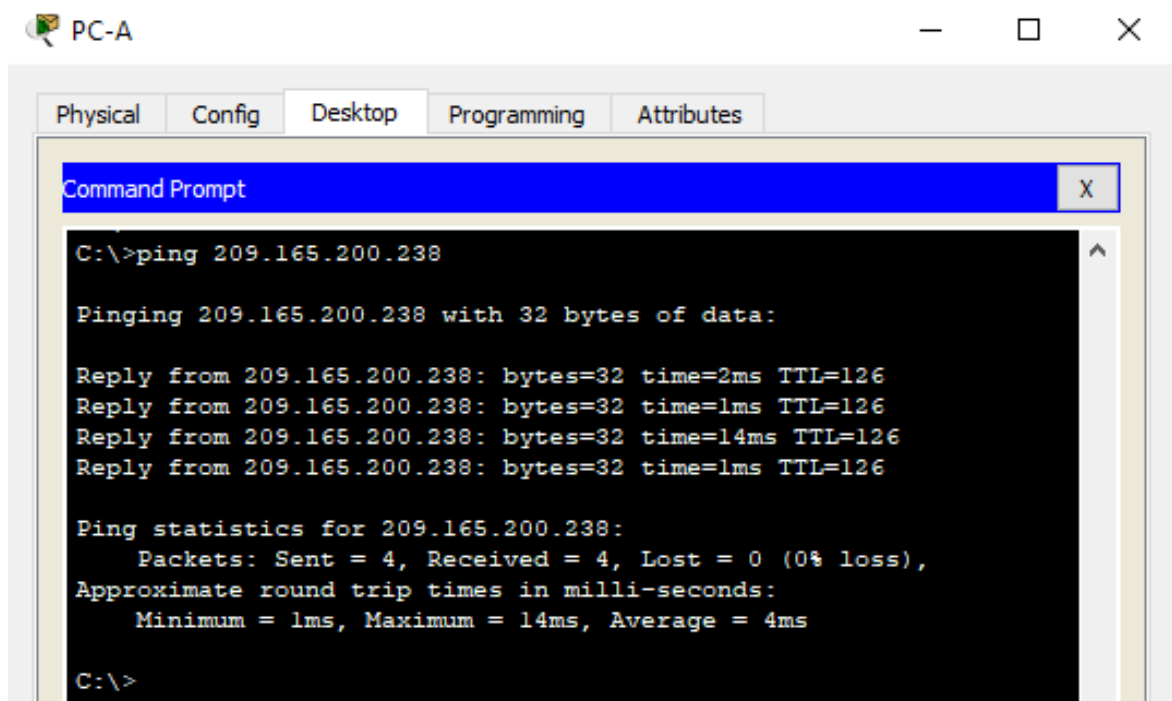 PC-A
Physical Config Desktop Programming Attributes
Command Prompt X
C:\>ping 209.165.200.238
Pinging 209.165.200.238 with 32 bytes of data:
Reply from 209.165.200.238: bytes=32 time=2ms TTL=126
Reply from 209.165.200.238: bytes=32 time=1ms TTL=126
Reply from 209.165.200.238: bytes=32 time=14ms TTL=126
Reply from 209.165.200.238: bytes=32 time=1ms TTL=126
Ping statistics for 209.165.200.238:
Packets: Sent = 4, Received = 4, Lost = 0 (0% loss),
Approximate round trip times in milli-seconds:
Minimum = 1ms, Maximum = 14ms, Average = 4ms
C:\>